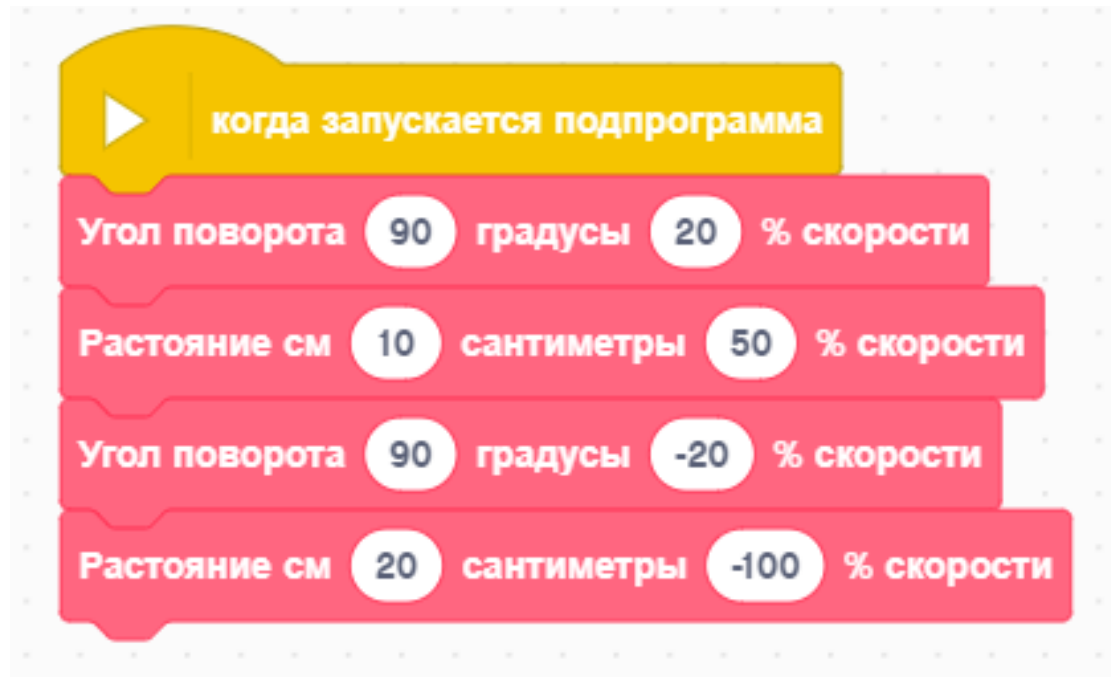 когда запускается подпрограмма
Угол поворота 90 градусы 20 % скорости
Растояние см 10 сантиметры 50 % скорости
Угол поворота 90 градусы -20 % скорости
Растояние см 20 сантиметры -100 % скорости